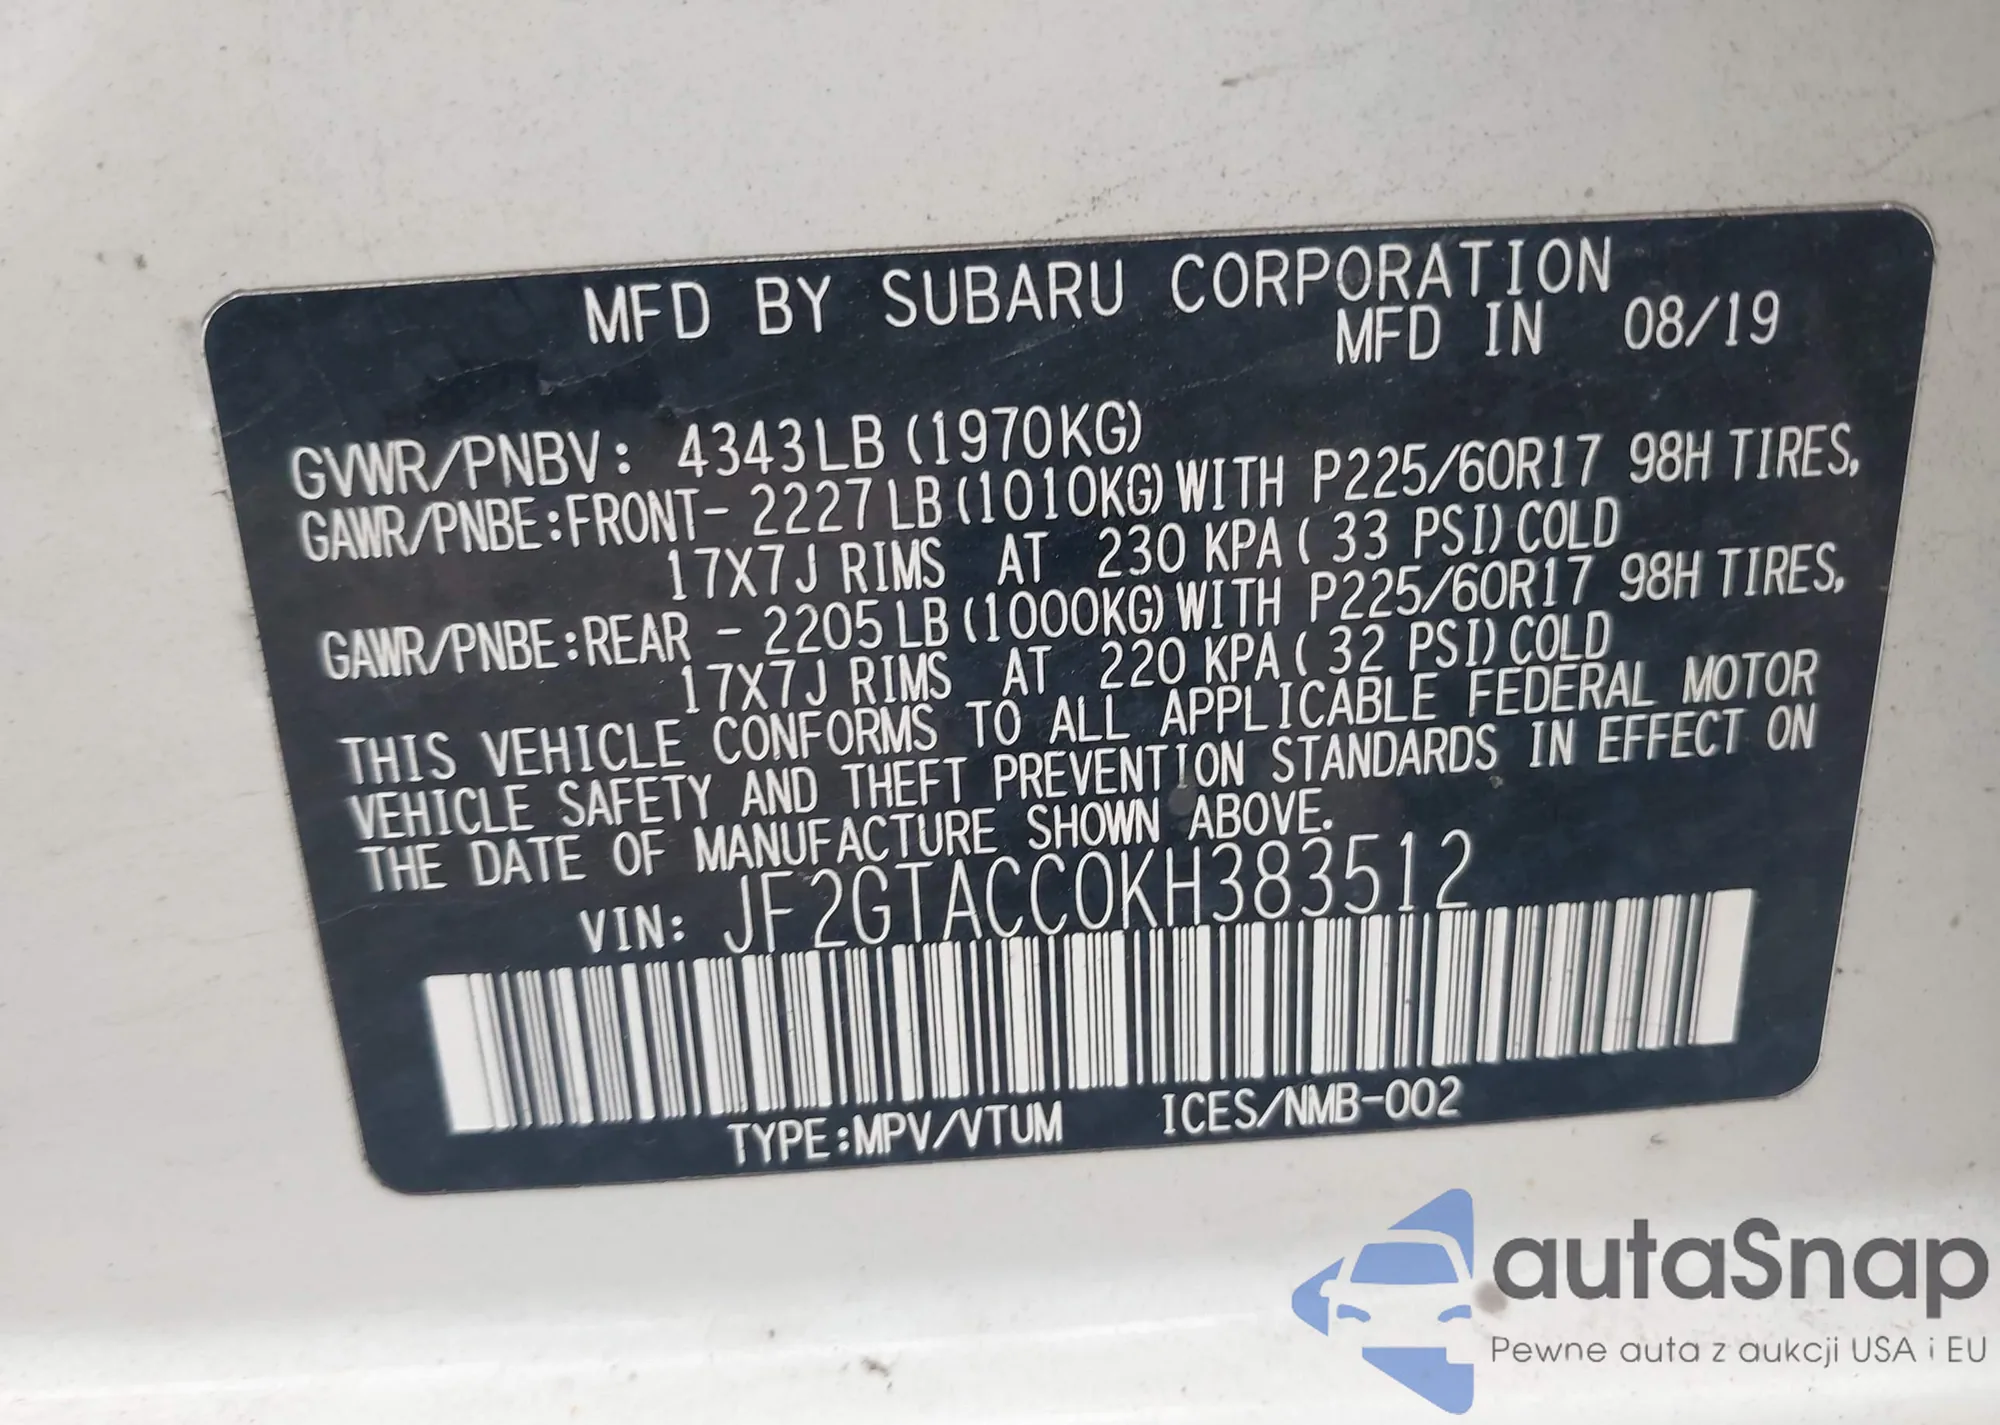 MFD BY SUBARU CORPORATION
MFD IN 08/19
GVWR/PNBV: 4343LB (1970KG)
GAWR/PNBE:FRONT- 2227LB (1010KG) WITH P225/60R17 98H TIRES,
17X7J RIMS AT 230 KPA ( 33 PSI) COLD
GAWR/PNBE:REAR - 2205LB (1000KG) WITH P225/60R17 98H TIRES,
17X7J RIMS AT 220 KPA ( 32 PSI) COLD
THIS VEHICLE CONFORMS TO ALL APPLICABLE FEDERAL MOTOR
VEHICLE SAFETY AND THEFT PREVENTION STANDARDS IN EFFECT ON
THE DATE OF MANUFACTURE SHOWN ABOVE.
VIN: JF2GTACC0KH383512
TYPE:MPV/VTUM ICES/NMB-002
autaSnap
Pewne auta z aukcji USA i EU